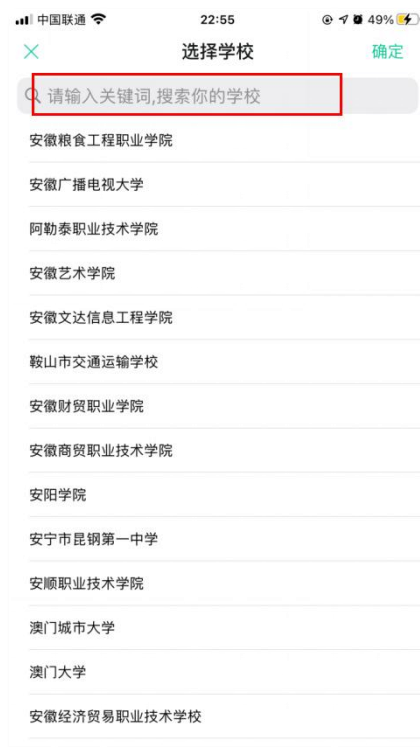 中国联通 22:55 49%
选择学校 确定
请输入关键词,搜索你的学校
安徽粮食工程职业学院
安徽广播电视大学
阿勒泰职业技术学院
安徽艺术学院
安徽文达信息工程学院
鞍山市交通运输学校
安徽财贸职业学院
安徽商贸职业技术学院
安阳学院
安宁市昆钢第一中学
安顺职业技术学院
澳门城市大学
澳门大学
安徽经济贸易职业技术学校